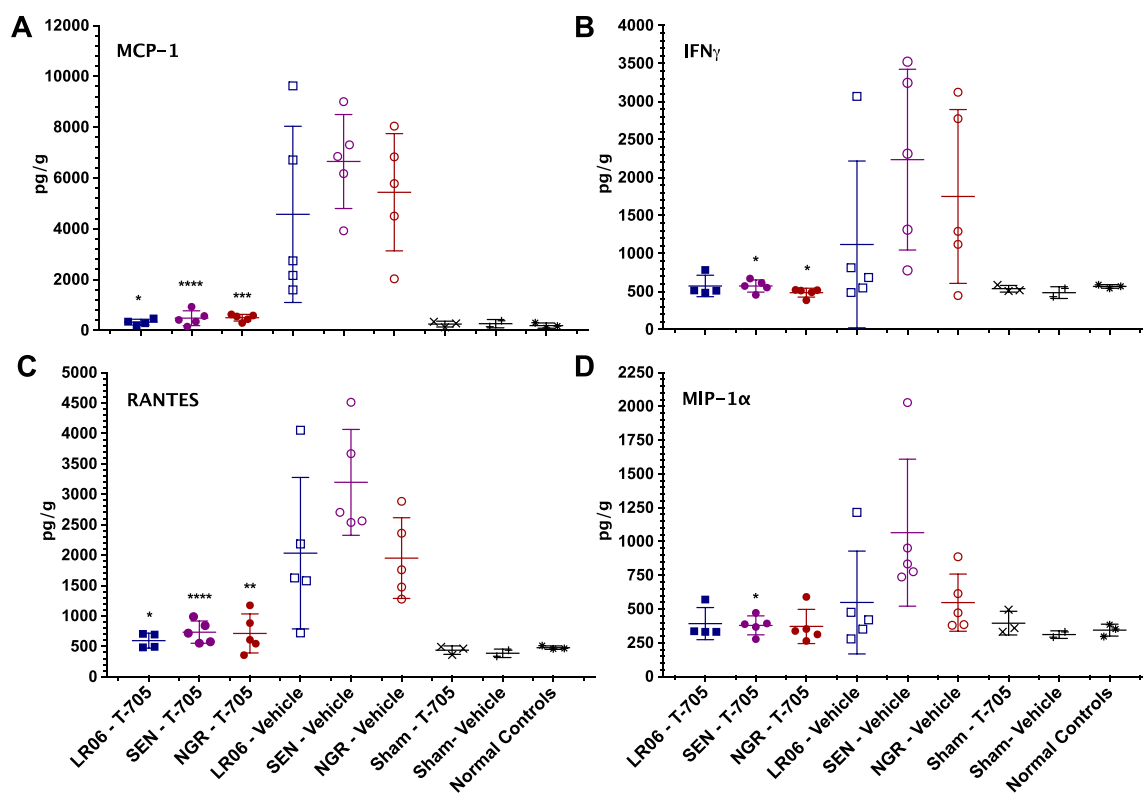 A
MCP-1
12000
10000
8000
6000
4000
2000
0
pg/g
*
****
***
B
IFNγ
4000
3500
3000
2500
2000
1500
1000
500
0
pg/g
*
*
C
RANTES
5000
4500
4000
3500
3000
2500
2000
1500
1000
500
0
pg/g
*
****
**
LR06 - T-705
SEN - T-705
NGR - T-705
LR06 - Vehicle
SEN - Vehicle
NGR - Vehicle
Sham - T-705
Sham- Vehicle
Normal Controls
D
MIP-1α
2250
2000
1750
1500
1250
1000
750
500
250
0
pg/g
*
LR06 - T-705
SEN - T-705
NGR - T-705
LR06 - Vehicle
SEN - Vehicle
NGR - Vehicle
Sham - T-705
Sham- Vehicle
Normal Controls